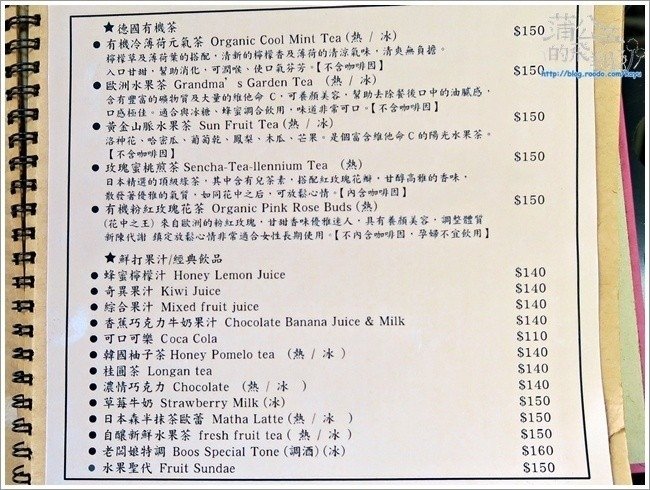 ★德國有機茶
● 有機冷薄荷元氣茶 Organic Cool Mint Tea (熱 / 冰) $150
檸檬草及薄荷葉的搭配，清新的檸檬香及薄荷的清涼氣味，清爽無負擔。
入口甘甜，幫助消化，可潤喉、使口氣芬芳。【不含咖啡因】
● 歐洲水果茶 Grandma’s Garden Tea (熱 / 冰) $150
含有豐富的礦物質及大量的維他命 C，可養顏美容，幫助去除餐後口中的油膩感，
口感極佳。適合與冰糖、蜂蜜調合飲用，味道非常可口。【不含咖啡因】
● 黃金山脈水果茶 Sun Fruit Tea (熱 / 冰) $150
洛神花、哈密瓜、葡萄乾、鳳梨、木瓜、芒果。是個富含維他命 C 的陽光水果茶。
【不含咖啡因】
● 玫瑰蜜桃煎茶 Sencha-Tea-llennium Tea (熱) $150
日本精選的頂級綠茶，其中含有兒茶素，搭配紅玫瑰花瓣，甘醇高雅的香味，
散發著優雅的氣質，如同花中之后，可放鬆心情。【內含咖啡因】
● 有機粉紅玫瑰花茶 Organic Pink Rose Buds (熱) $150
(花中之王) 來自歐洲的粉紅玫瑰，甘甜香味優雅迷人，具有養顏美容，調整體質
新陳代謝 鎮定放鬆心情非常適合女性長期使用。【不內含咖啡因，孕婦不宜飲用】
★鮮打果汁/經典飲品
● 蜂蜜檸檬汁 Honey Lemon Juice $140
● 奇異果汁 Kiwi Juice $140
● 綜合果汁 Mixed fruit juice $140
● 香蕉巧克力牛奶果汁 Chocolate Banana Juice & Milk $140
● 可口可樂 Coca Cola $110
● 韓國柚子茶 Honey Pomelo tea (熱 / 冰 ) $140
● 桂圓茶 Longan tea $140
● 濃情巧克力 Chocolate (熱 / 冰 ) $140
● 草莓牛奶 Strawberry Milk (冰) $150
● 日本森半抹茶歐蕾 Matha Latte (熱 / 冰 ) $150
● 自釀新鮮水果茶 fresh fruit tea ( 熱 / 冰 ) $150
● 老闆娘特調 Boos Special Tone (調酒) (冰) $160
● 水果聖代 Fruit Sundae $150
蒲公英
http://blog.roodo.com/kuya